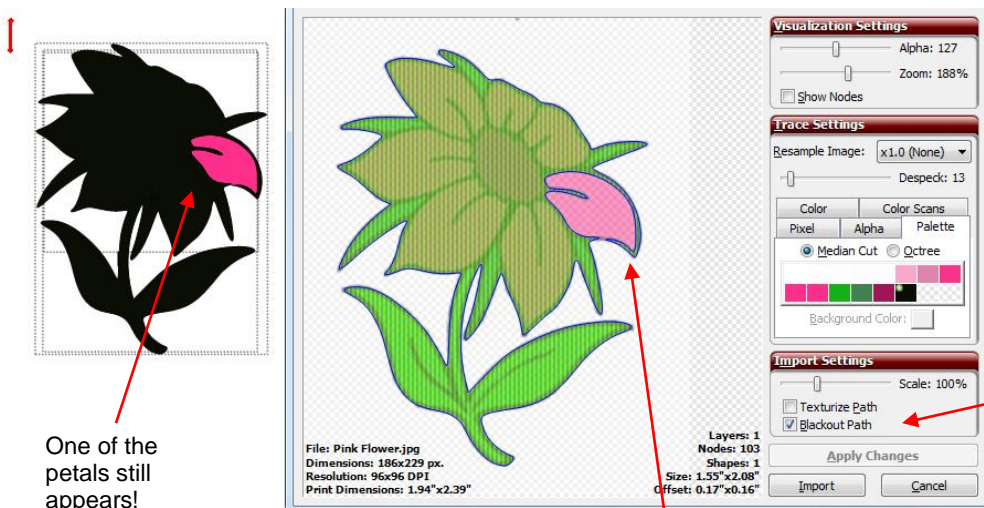 One of the
petals still
appears!
File: Pink Flower.jpg
Dimensions: 186x229 px.
Resolution: 96x96 DPI
Print Dimensions: 1.94"x2.39"
Layers: 1
Nodes: 103
Shapes: 1
Size: 1.55"x2.08"
Offset: 0.17"x0.16"
Visualization Settings
Alpha: 127
Zoom: 188%
Show Nodes
Trace Settings
Resample Image: x1.0 (None)
Despeck: 13
Color Color Scans
Pixel Alpha Palette
Median Cut Octree
Background Color:
Import Settings
Scale: 100%
Texturize Path
Blackout Path
Apply Changes
Import Cancel